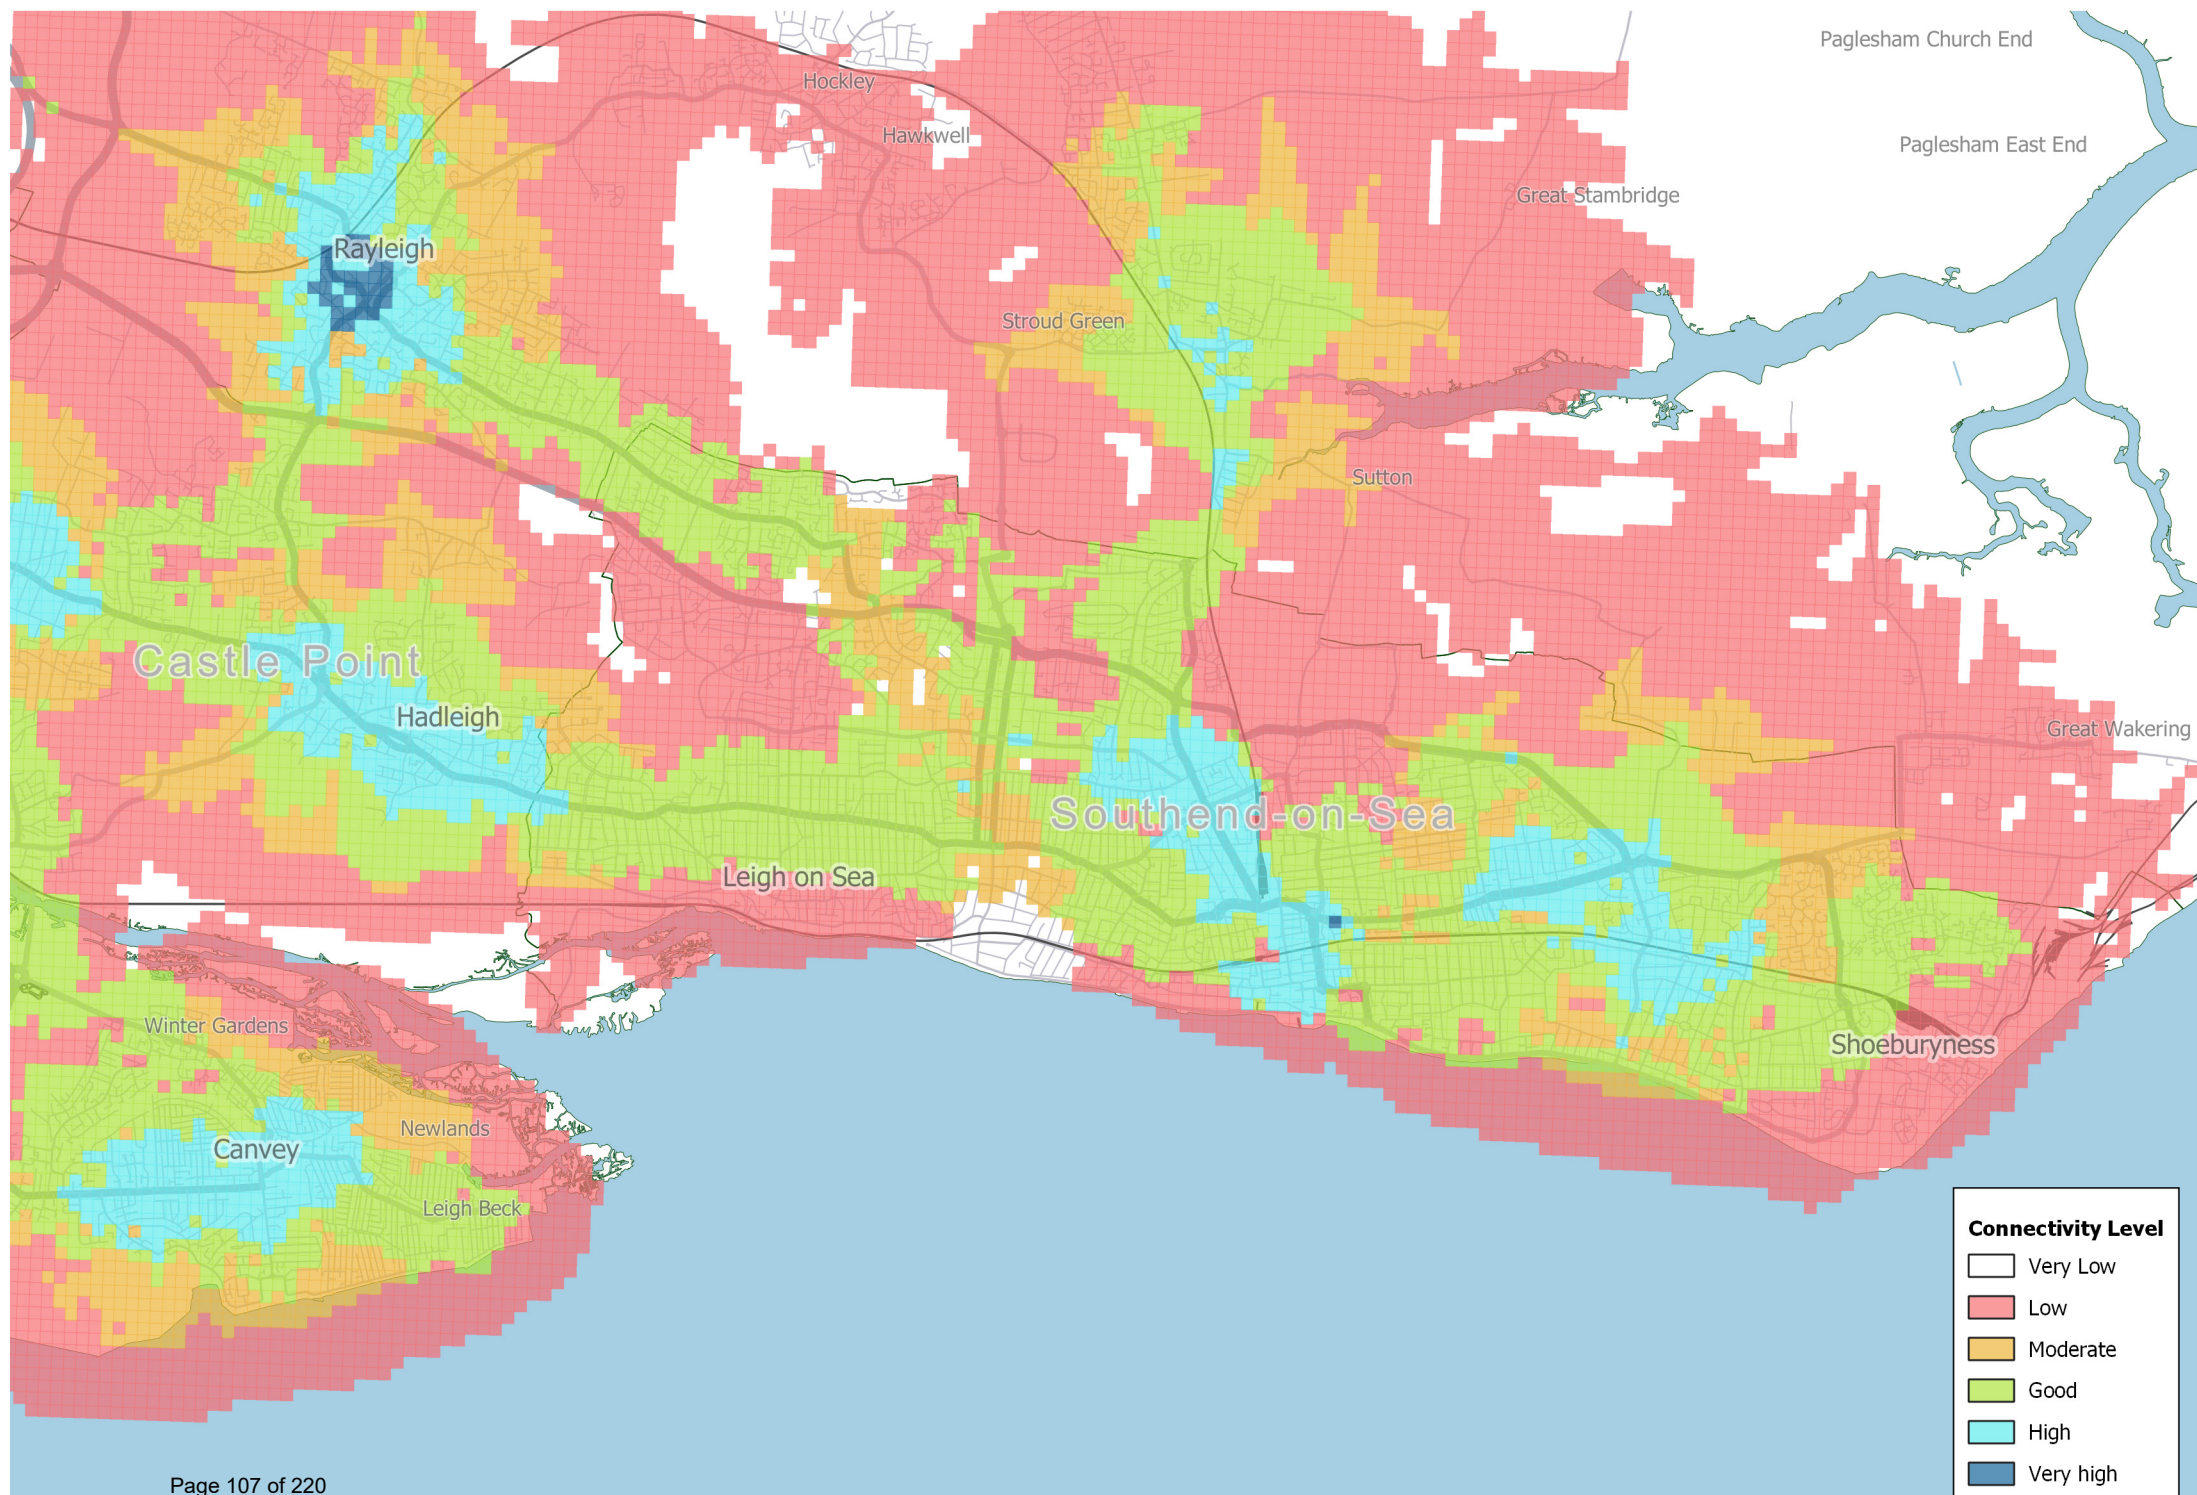 Paglesham Church End
Hockley
Hawkwell
Paglesham East End
Great Stambridge
Rayleigh
Stroud Green
Sutton
Castle Point
Hadleigh
Great Wakering
Southend-on-Sea
Leigh on Sea
Winter Gardens
Shoeburyness
Newlands
Canvey
Leigh Beck
Connectivity Level
Very Low
Low
Moderate
Good
High
Very high
Page 107 of 220